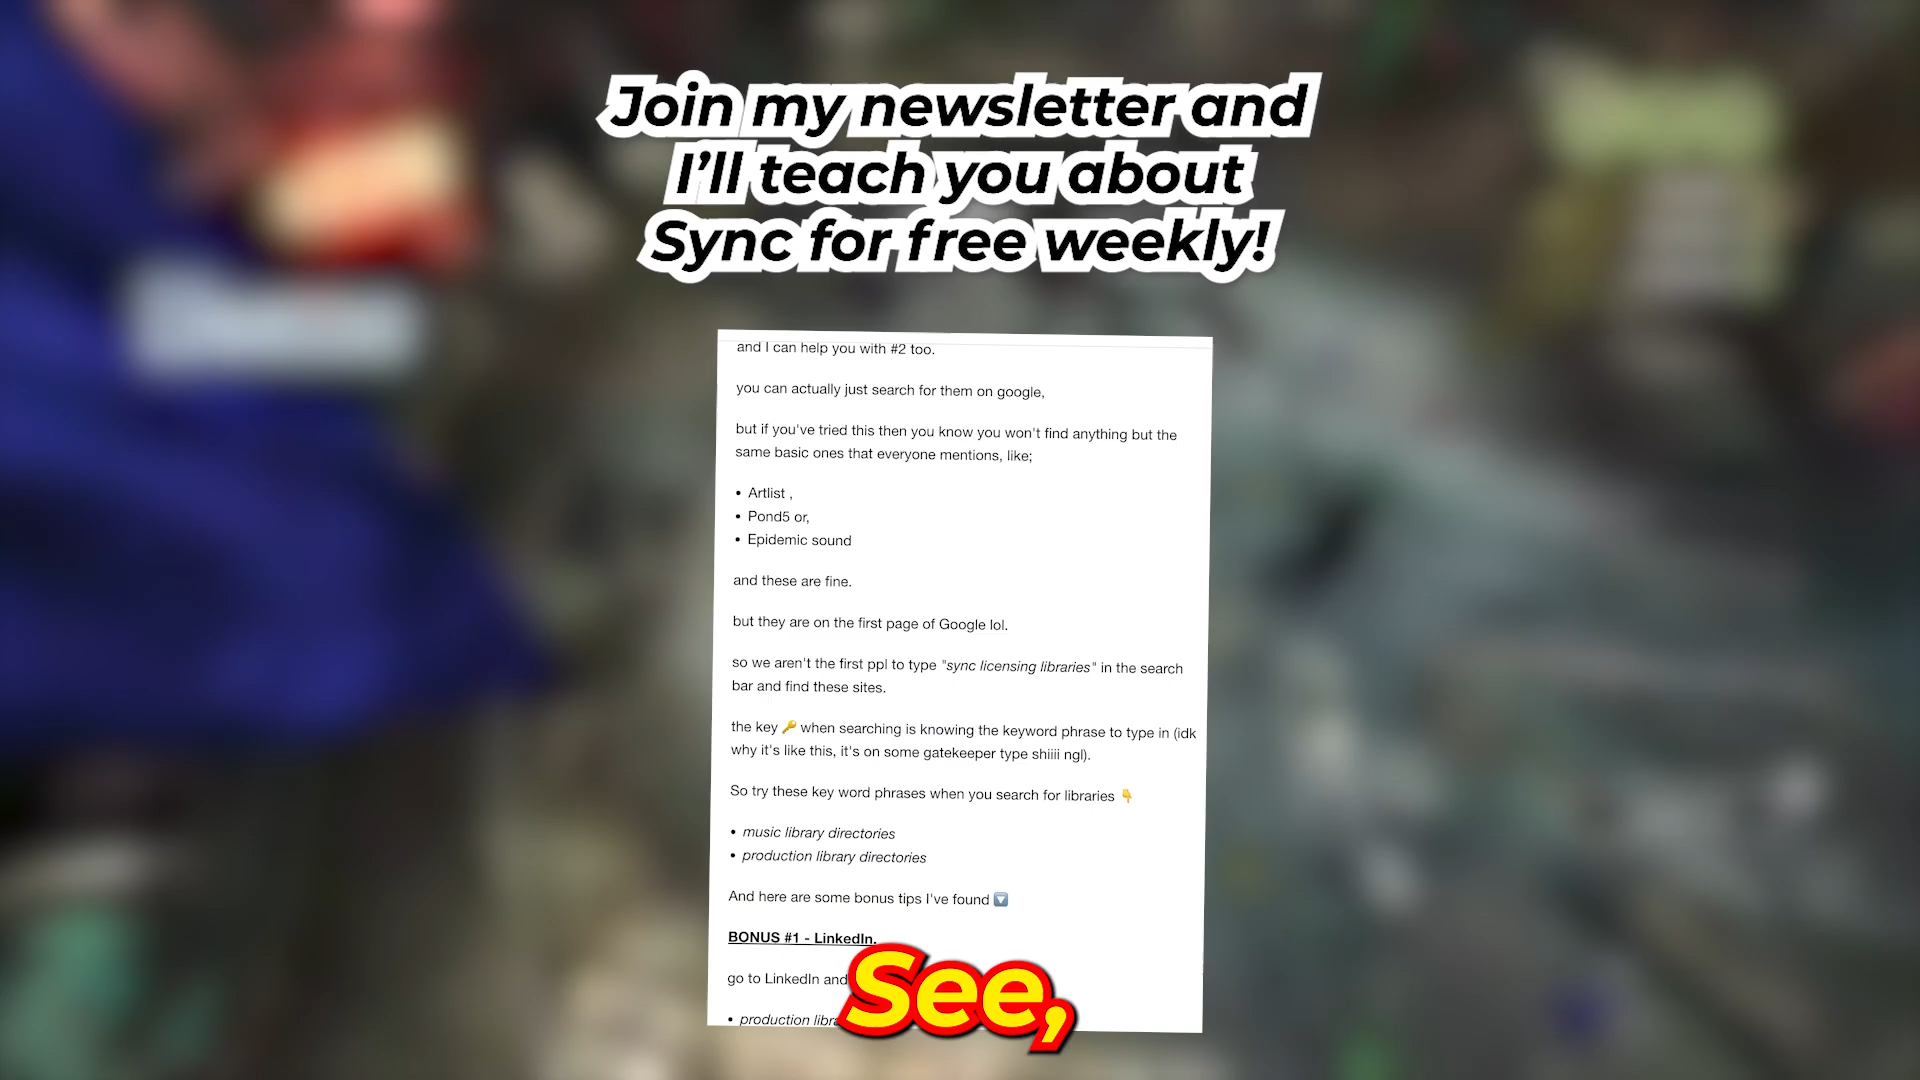 Join my newsletter and
I'll teach you about
Sync for free weekly!
and I can help you with #2 too.
you can actually just search for them on google,
but if you've tried this then you know you won't find anything but the
same basic ones that everyone mentions, like;
• Artlist ,
• Pond5 or,
• Epidemic sound
and these are fine.
but they are on the first page of Google lol.
so we aren't the first ppl to type "sync licensing libraries" in the search
bar and find these sites.
the key 🔑 when searching is knowing the keyword phrase to type in (idk
why it's like this, it's on some gatekeeper type shiiii ngl).
So try these key word phrases when you search for libraries 👇
• music library directories
• production library directories
And here are some bonus tips I've found 🔽
BONUS #1 - LinkedIn.
go to LinkedIn and
• production
See,